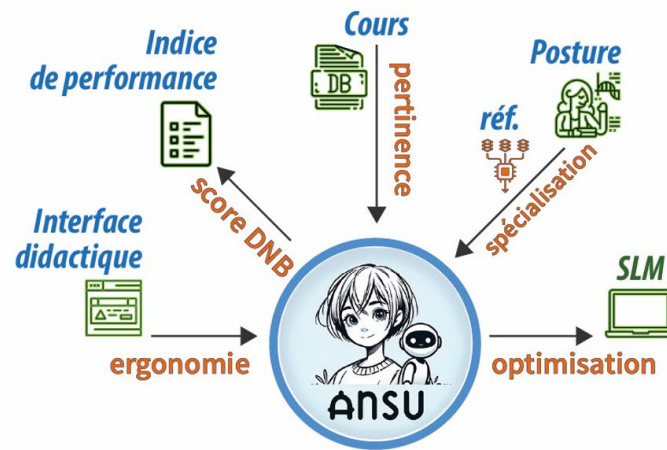 Cours
Indice
de performance
DB
pertinence
Posture
réf.
spécialisation
score DNB
Interface
didactique
ergonomie
SLM
optimisation
ANSU